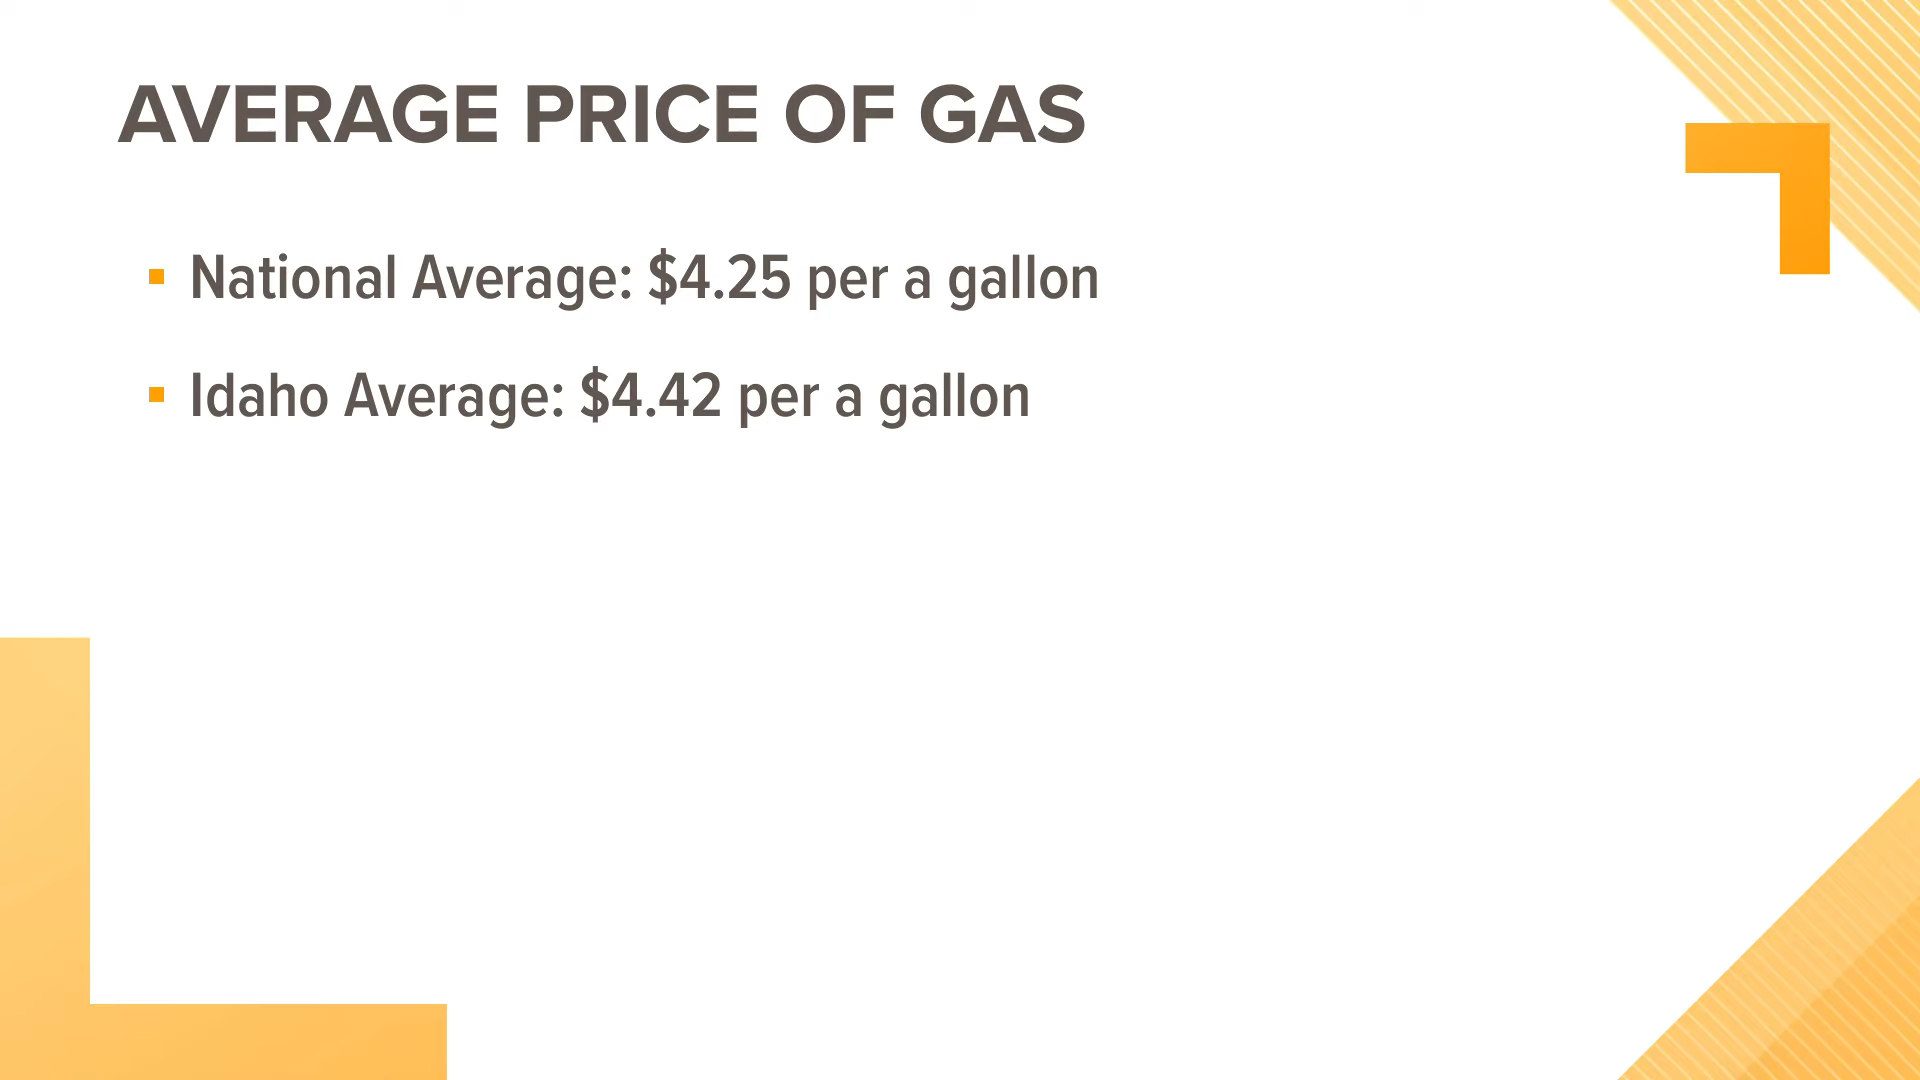 AVERAGE PRICE OF GAS
National Average: $4.25 per a gallon
Idaho Average: $4.42 per a gallon